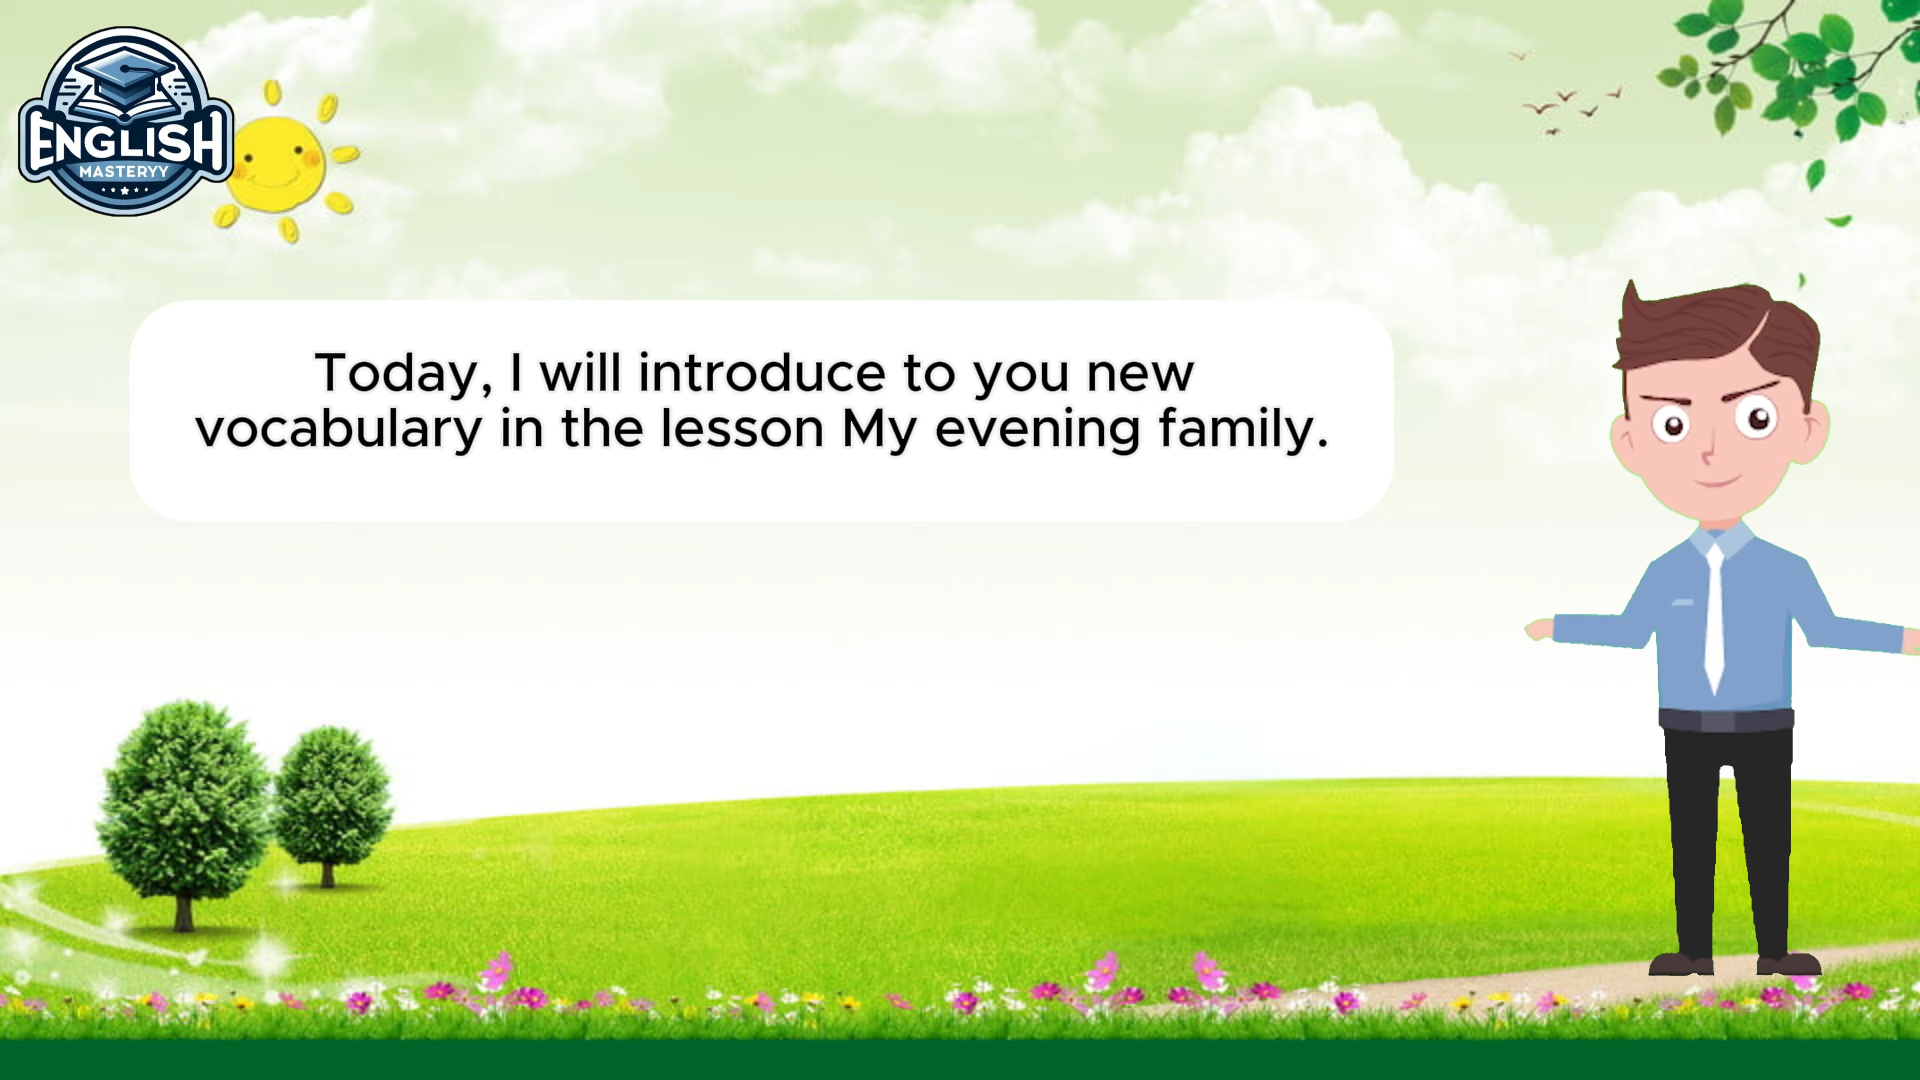 ENGLISH
MASTERYY
Today, I will introduce to you new
vocabulary in the lesson My evening family.